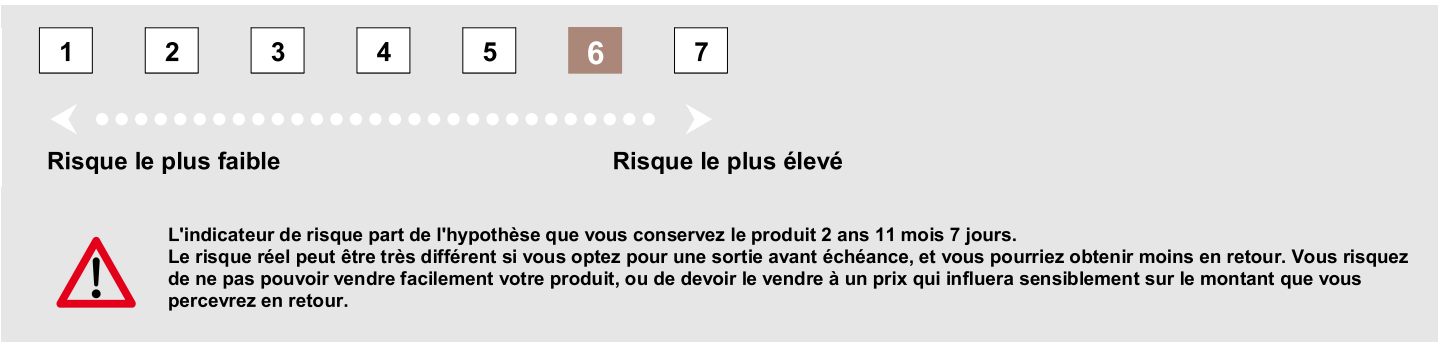 1 2 3 4 5 6 7
Risque le plus faible Risque le plus élevé
L'indicateur de risque part de l'hypothèse que vous conservez le produit 2 ans 11 mois 7 jours.
Le risque réel peut être très différent si vous optez pour une sortie avant échéance, et vous pourriez obtenir moins en retour. Vous risquez
de ne pas pouvoir vendre facilement votre produit, ou de devoir le vendre à un prix qui influera sensiblement sur le montant que vous
percevrez en retour.